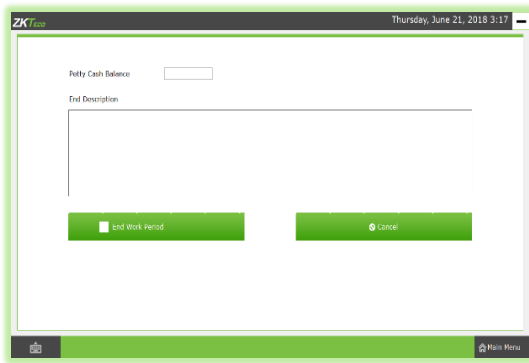 ZKTeco
Thursday, June 21, 2018 3:17
Petty Cash Balance
End Description
End Work Period
Cancel
Main Menu